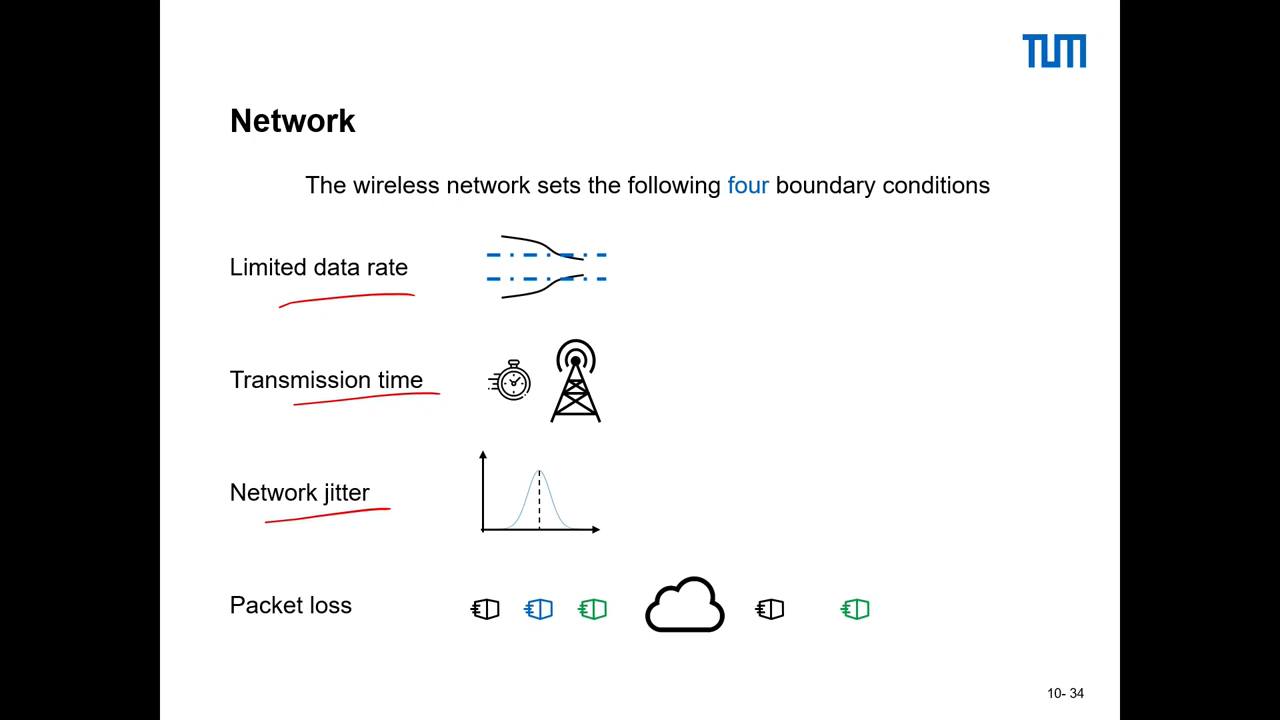 TUM
Network
The wireless network sets the following four boundary conditions
Limited data rate
Transmission time
Network jitter
Packet loss
10- 34